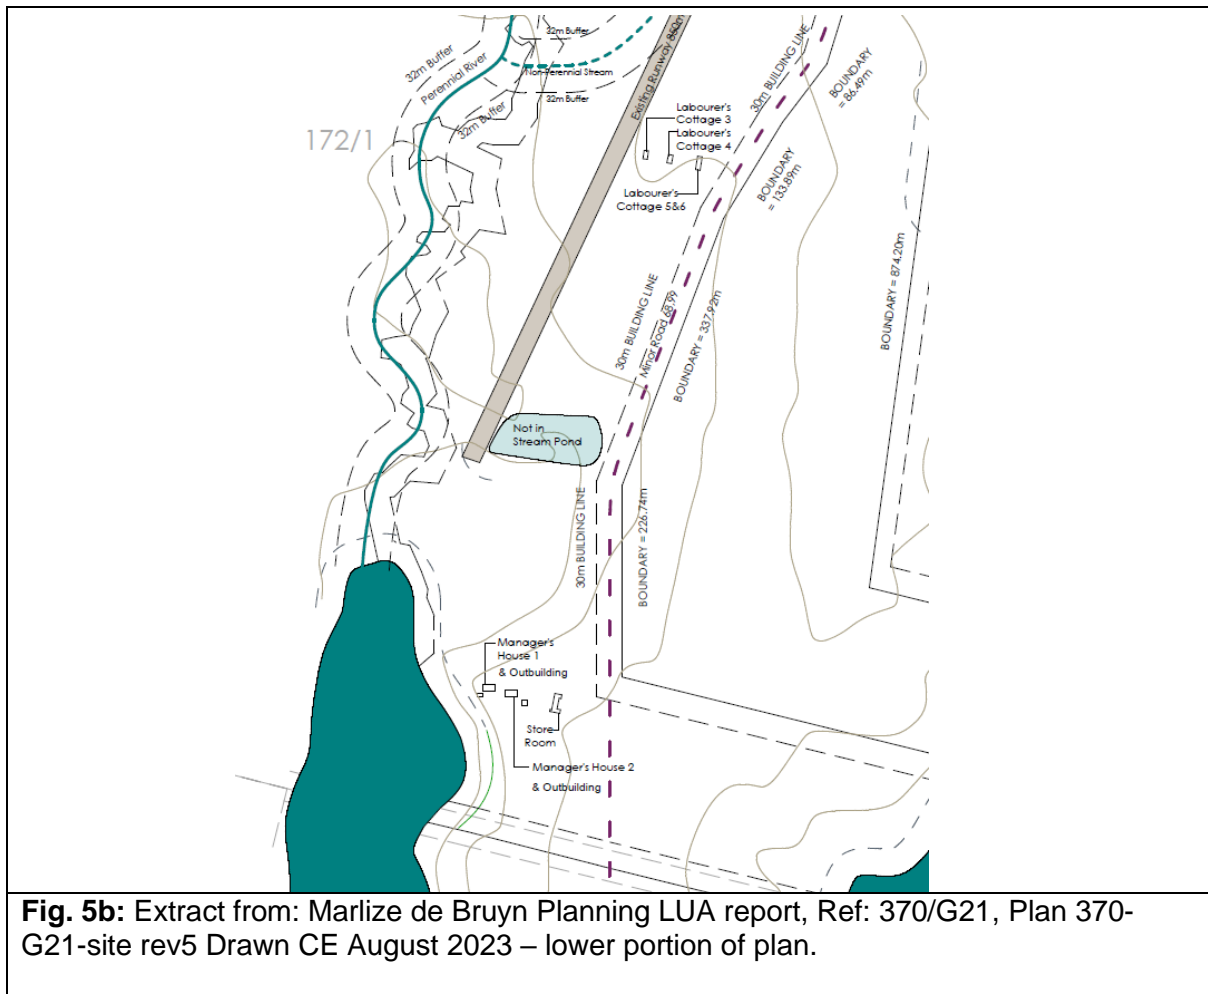 32m Buffer
32m Buffer
Perennial River
Non-Perennial Stream
32m Buffer
32m Buffer
172/1
Existing Runway 850m
30m BUILDING LINE
BOUNDARY
= 86.49m
Labourer's
Cottage 3
Labourer's
Cottage 4
Labourer's
Cottage 5&6
BOUNDARY
= 133.89m
BOUNDARY = 874.20m
30m BUILDING LINE
Minor Road 68.99
BOUNDARY = 337.92m
Not in
Stream Pond
30m BUILDING LINE
BOUNDARY = 226.74m
Manager's
House 1
& Outbuilding
Store
Room
Manager's House 2
& Outbuilding
Fig. 5b: Extract from: Marlize de Bruyn Planning LUA report, Ref: 370/G21, Plan 370-
G21-site rev5 Drawn CE August 2023 – lower portion of plan.